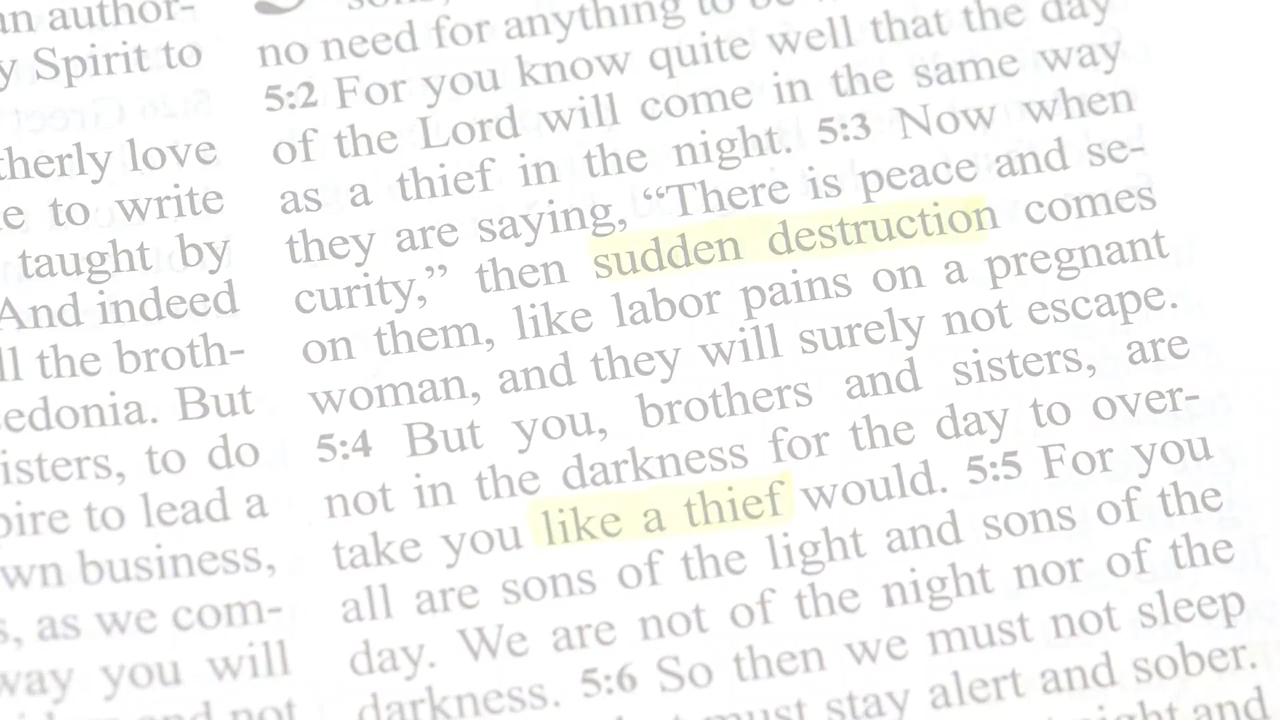 an author-
y Spirit to
therly love
e to write
taught by
And indeed
ll the broth-
edonia. But
isters, to do
pire to lead a
wn business,
s, as we com-
way you will
and not
no need for anything to be
5:2 For you know quite well that the day
of the Lord will come in the same way
as a thief in the night. 5:3 Now when
they are saying, “There is peace and se-
curity,” then sudden destruction comes
on them, like labor pains on a pregnant
woman, and they will surely not escape.
5:4 But you, brothers and sisters, are
not in the darkness for the day to over-
take you like a thief would. 5:5 For you
all are sons of the light and sons of the
day. We are not of the night nor of the
darkness. 5:6 So then we must not sleep
must stay alert and sober.
night and